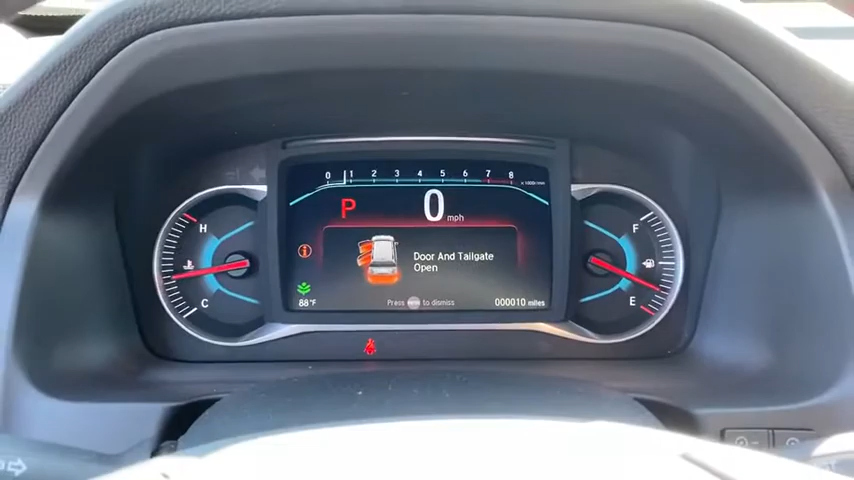 0 1 2 3 4 5 6 7 8
x1000r/min
P 0 mph
H
C
F
E
Door And Tailgate
Open
88°F
Press to dismiss
000010 miles